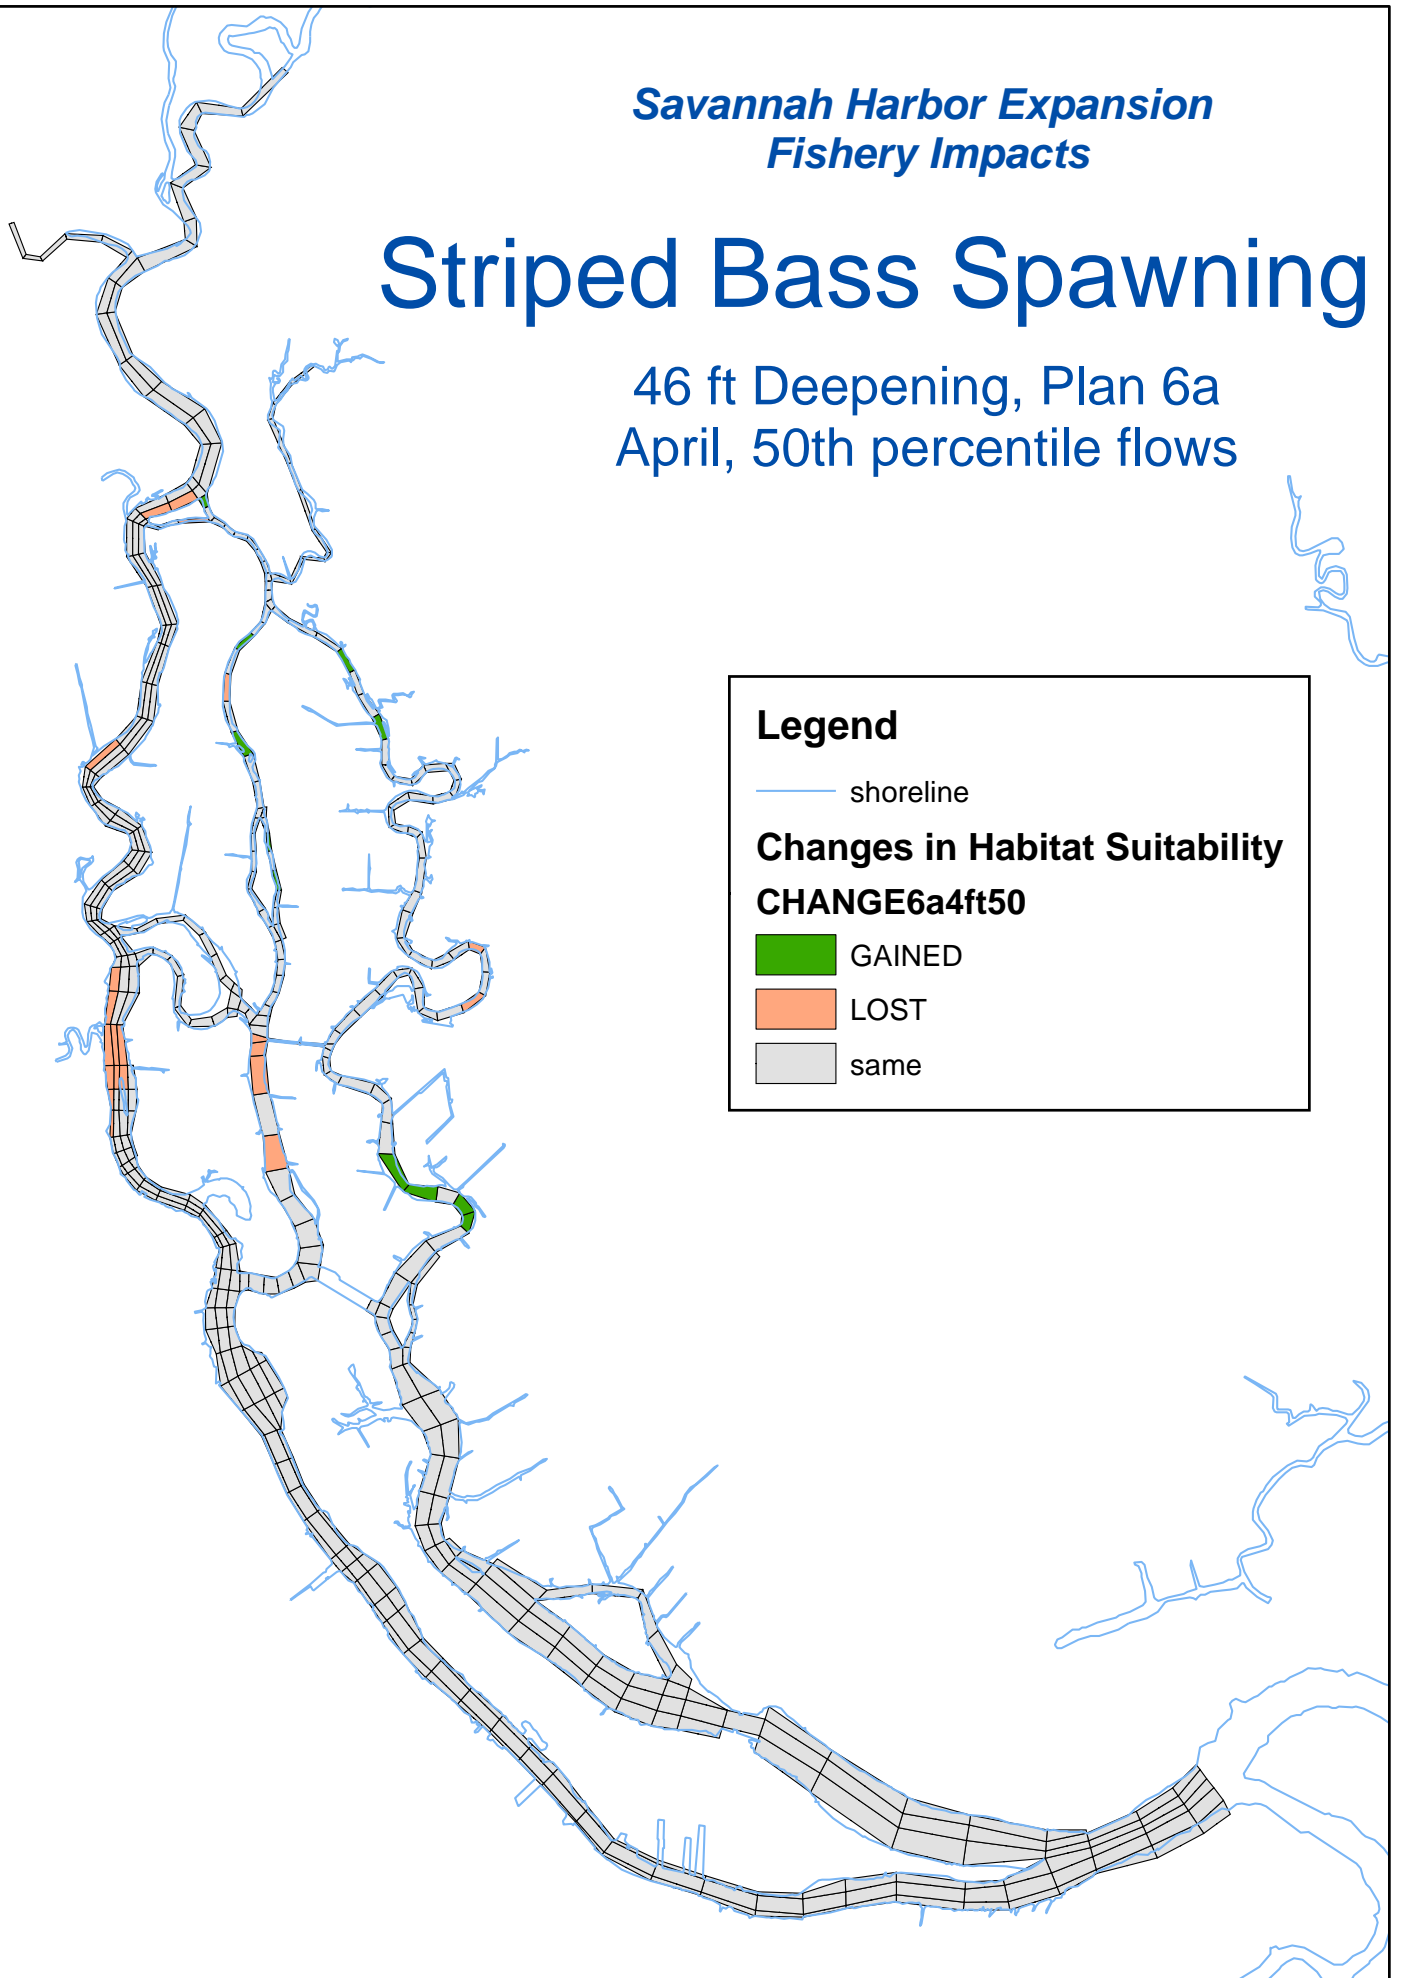 Savannah Harbor Expansion
Fishery Impacts
Striped Bass Spawning
46 ft Deepening, Plan 6a
April, 50th percentile flows
Legend
shoreline
Changes in Habitat Suitability
CHANGE6a4ft50
GAINED
LOST
same